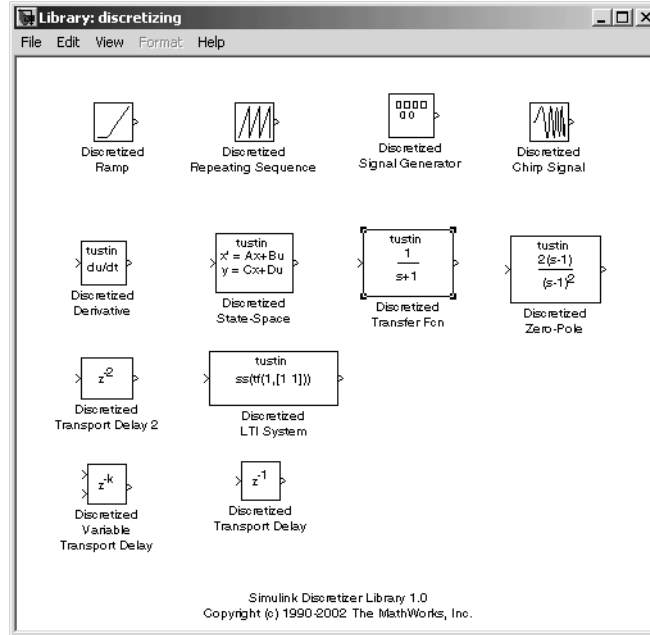 Library: discretizing
File Edit View Format Help
Discretized
Ramp
Discretized
Repeating Sequence
Discretized
Signal Generator
Discretized
Chirp Signal
tustin
du/dt
Discretized
Derivative
tustin
x' = Ax+Bu
y = Cx+Du
Discretized
State-Space
tustin
1
s+1
Discretized
Transfer Fcn
tustin
2(s-1)
(s-1)²
Discretized
Zero-Pole
z⁻²
Discretized
Transport Delay 2
tustin
ss(tf(1,[1 1]))
Discretized
LTI System
z⁻ᵏ
Discretized
Variable
Transport Delay
z⁻¹
Discretized
Transport Delay
Simulink Discretizer Library 1.0
Copyright (c) 1990-2002 The MathWorks, Inc.